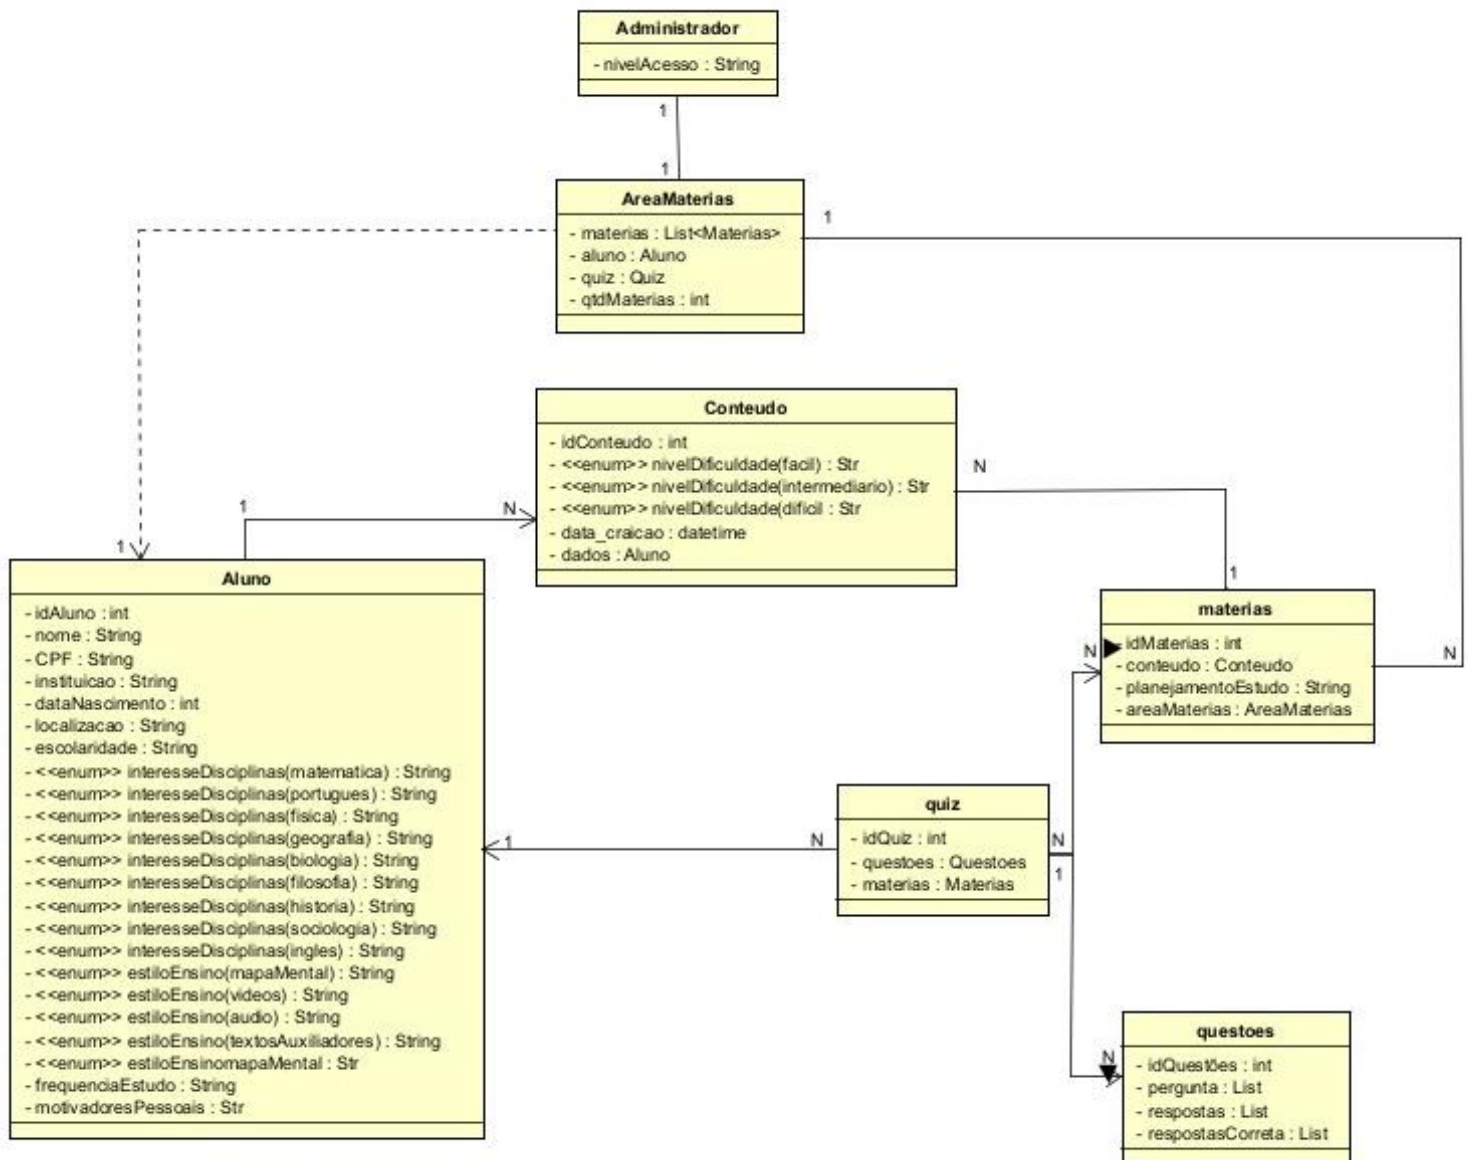 Administrador
- nivelAcesso : String
1
1
AreaMaterias
- materias : List<Materias>
- aluno : Aluno
- quiz : Quiz
- qtdMaterias : int
1
Conteudo
- idConteudo : int
- <<enum>> nivelDificuldade(facil) : Str
- <<enum>> nivelDificuldade(intermediario) : Str
- <<enum>> nivelDificuldade(dificil : Str
- data_craicao : datetime
- dados : Aluno
N
1
N
1
1
Aluno
- idAluno : int
- nome : String
- CPF : String
- instituicao : String
- dataNascimento : int
- localizacao : String
- escolaridade : String
- <<enum>> interesseDisciplinas(matematica) : String
- <<enum>> interesseDisciplinas(portugues) : String
- <<enum>> interesseDisciplinas(fisica) : String
- <<enum>> interesseDisciplinas(geografia) : String
- <<enum>> interesseDisciplinas(biologia) : String
- <<enum>> interesseDisciplinas(filosofia) : String
- <<enum>> interesseDisciplinas(historia) : String
- <<enum>> interesseDisciplinas(sociologia) : String
- <<enum>> interesseDisciplinas(ingles) : String
- <<enum>> estiloEnsino(mapaMental) : String
- <<enum>> estiloEnsino(videos) : String
- <<enum>> estiloEnsino(audio) : String
- <<enum>> estiloEnsino(textosAuxiliadores) : String
- <<enum>> estiloEnsinomapaMental : Str
- frequenciaEstudo : String
- motivadoresPessoais : Str
materias
- idMaterias : int
- conteudo : Conteudo
- planejamentoEstudo : String
- areaMaterias : AreaMaterias
N
N
quiz
- idQuiz : int
- questoes : Questoes
- materias : Materias
1
N
N
1
questoes
- idQuestões : int
- pergunta : List
- respostas : List
- respostasCorreta : List
N